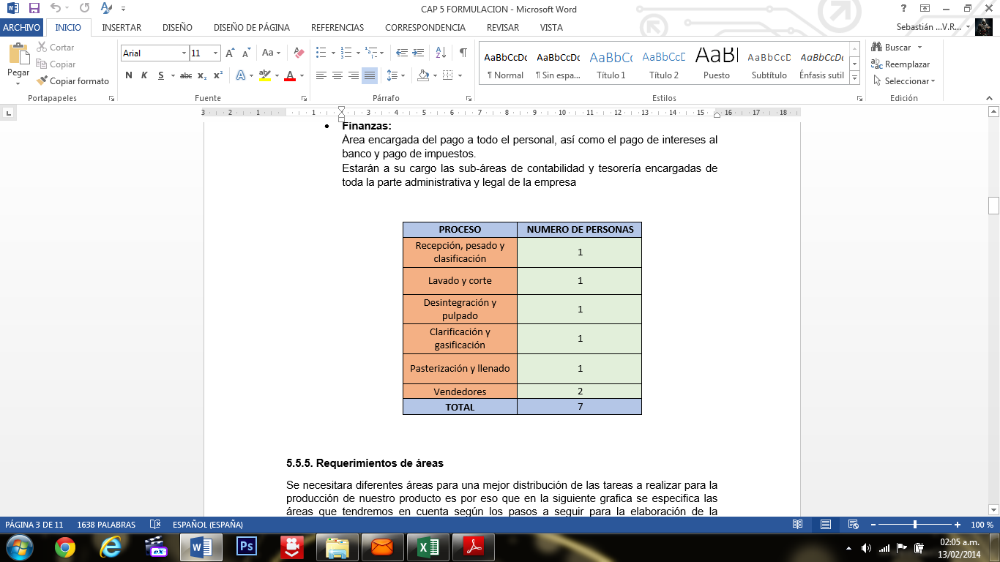 CAP 5 FORMULACION - Microsoft Word
ARCHIVO INICIO INSERTAR DISEÑO DISEÑO DE PÁGINA REFERENCIAS CORRESPONDENCIA REVISAR VISTA Sebastián ...V.R...
Pegar
Cortar
Copiar
Copiar formato
Portapapeles
Arial 11
N K S abc x₂ x²
Fuente
Párrafo
AaBbCcDc AaBbCcDc AaBbCc AaBbCcD AaB AaBbCcD AaBbCcDc
¶ Normal ¶ Sin espa... Título 1 Título 2 Puesto Subtítulo Énfasis sutil
Estilos
Buscar
Reemplazar
Seleccionar
Edición
3 2 1 1 2 3 4 5 6 7 8 9 10 11 12 13 14 15 16 17 18
• Finanzas:
Área encargada del pago a todo el personal, así como el pago de intereses al
banco y pago de impuestos.
Estarán a su cargo las sub-áreas de contabilidad y tesorería encargadas de
toda la parte administrativa y legal de la empresa
PROCESO NUMERO DE PERSONAS
Recepción, pesado y
clasificación 1
Lavado y corte 1
Desintegración y
pulpado 1
Clarificación y
gasificación 1
Pasterización y llenado 1
Vendedores 2
TOTAL 7
5.5.5. Requerimientos de áreas
Se necesitara diferentes áreas para una mejor distribución de las tareas a realizar para la
producción de nuestro producto es por eso que en la siguiente grafica se especifica las
áreas que tendremos en cuenta según los pasos a seguir para la elaboración de la
PÁGINA 3 DE 11 1638 PALABRAS ESPAÑOL (ESPAÑA) 100 %
02:05 a.m.
13/02/2014